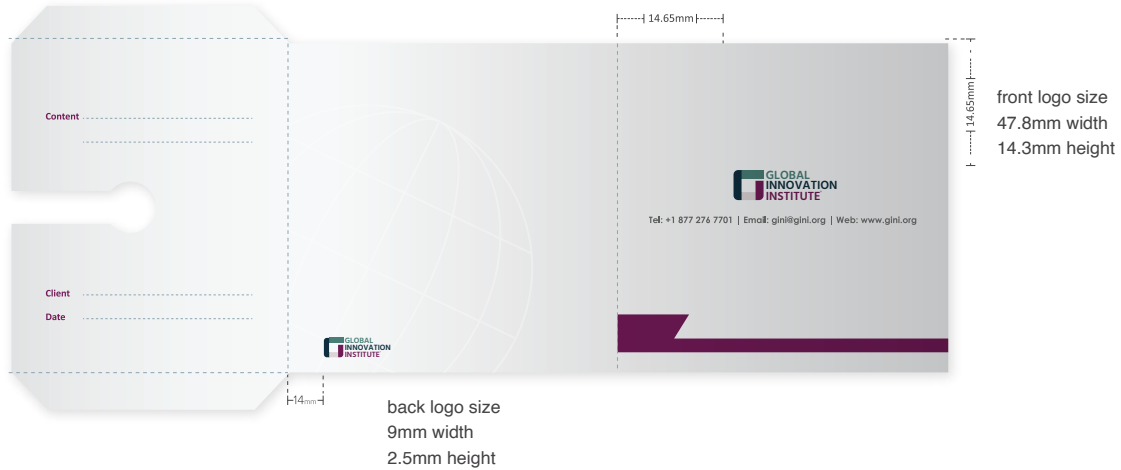 14.65mm
14.65mm
front logo size
47.8mm width
14.3mm height
Content
GLOBAL
INNOVATION
INSTITUTE
Tel: +1 877 276 7701 | Email: gini@gini.org | Web: www.gini.org
Client
Date
GLOBAL
INNOVATION
INSTITUTE
14mm
back logo size
9mm width
2.5mm height